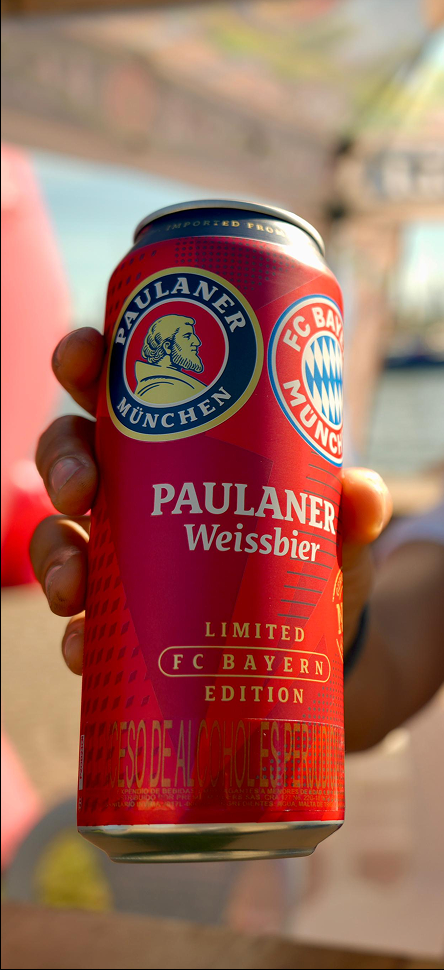 IMPORTED FROM
PAULANER
MÜNCHEN
FC BAY
MÜNCH
PAULANER
Weissbier
LIMITED
FC BAYERN
EDITION
ESO DE ALCOHOL ES PERJUDI